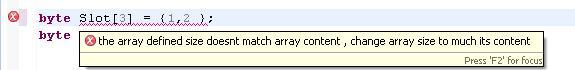 byte Slot[3] = {1,2 };
byte
the array defined size doesnt match array content , change array size to much its content
Press 'F2' for focus